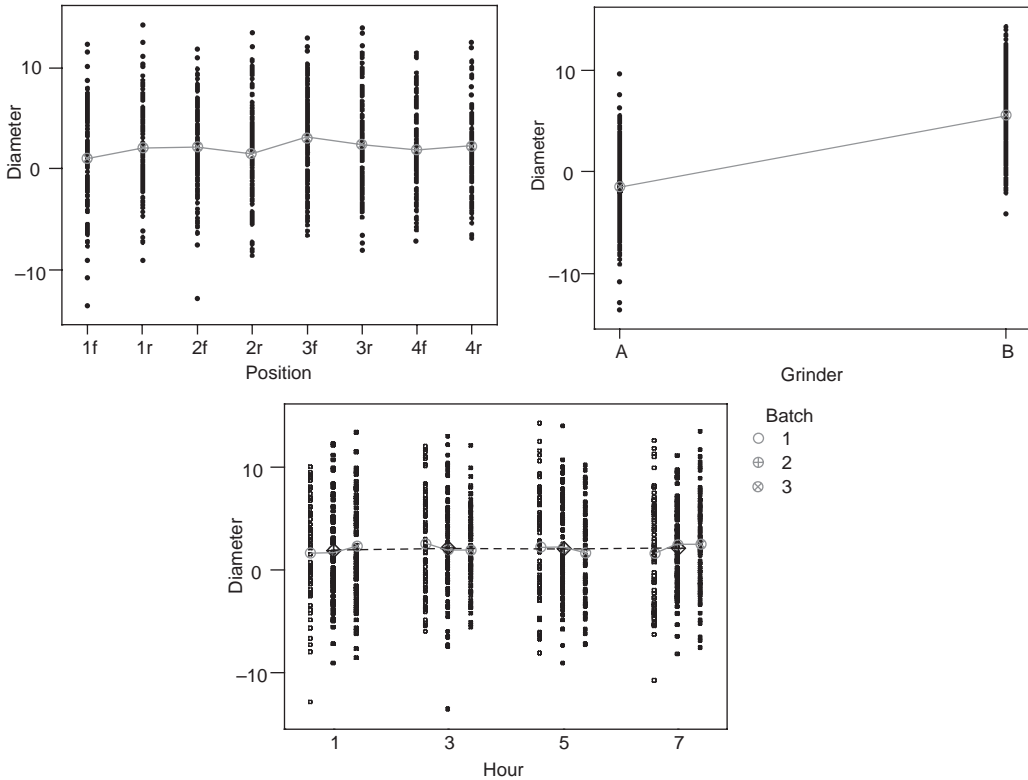 Diameter
10
0
–10
1f 1r 2f 2r 3f 3r 4f 4r
Position
Diameter
10
0
–10
A B
Grinder
Diameter
10
0
–10
1 3 5 7
Hour
Batch
1
2
3